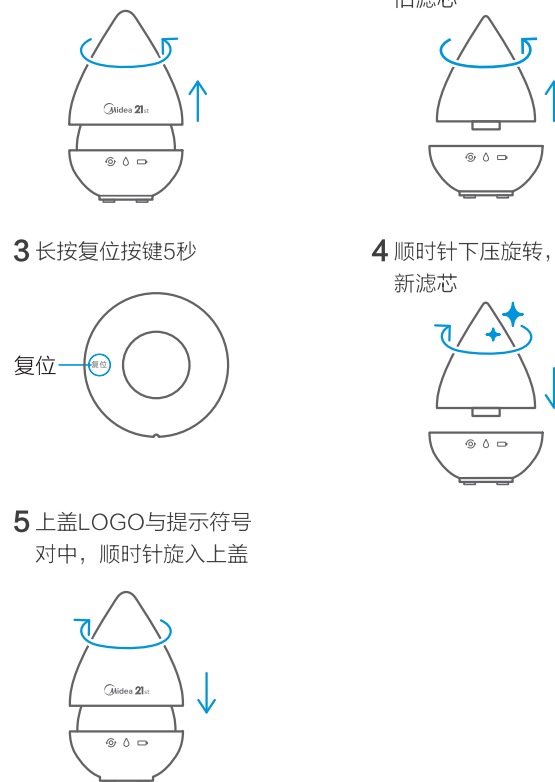 Midea 21st
3 长按复位按键5秒
复位
复位
4 顺时针下压旋转，
新滤芯
5 上盖LOGO与提示符号
对中，顺时针旋入上盖
Midea 21st